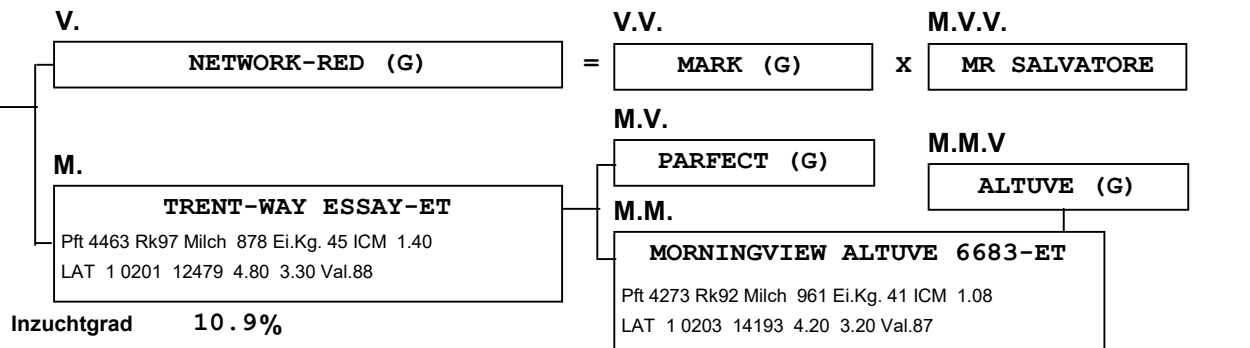 V.
NETWORK-RED (G)
=
V.V.
MARK (G)
X
M.V.V.
MR SALVATORE
M.
TRENT-WAY ESSAY-ET
Pft 4463 Rk97 Milch 878 Ei.Kg. 45 ICM 1.40
LAT 1 0201 12479 4.80 3.30 Val.88
M.V.
PARFECT (G)
M.M.V
ALTUVE (G)
M.M.
MORNINGVIEW ALTUVE 6683-ET
Pft 4273 Rk92 Milch 961 Ei.Kg. 41 ICM 1.08
LAT 1 0203 14193 4.20 3.20 Val.87
Inzuchtgrad 10.9%